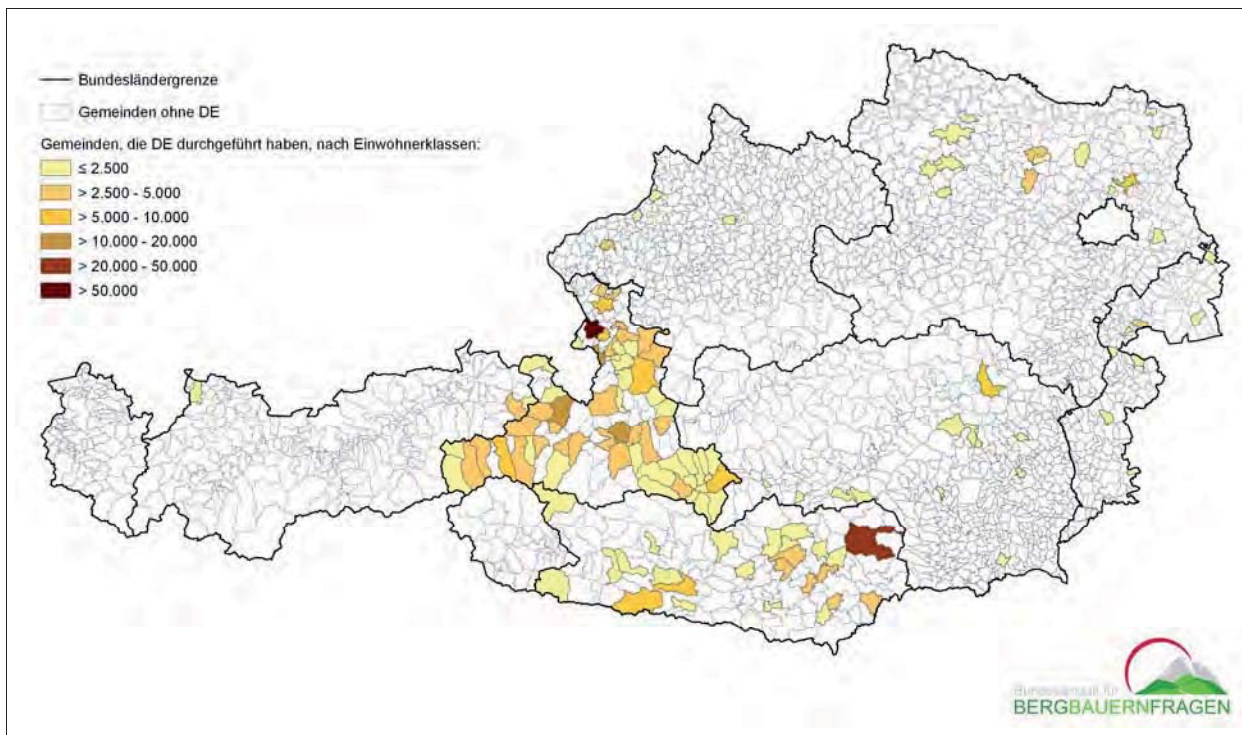 Bundesländergrenze
Gemeinden ohne DE
Gemeinden, die DE durchgeführt haben, nach Einwohnerklassen:
≤ 2.500
> 2.500 - 5.000
> 5.000 - 10.000
> 10.000 - 20.000
> 20.000 - 50.000
> 50.000
Bundesanstalt für
BERGBAUERNFRAGEN